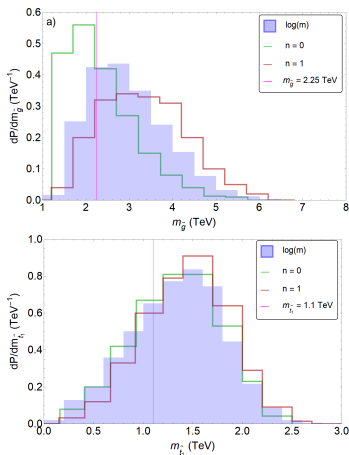 a)
log(m)
n = 0
n = 1
m_g̃ = 2.25 TeV
dP/dm_g̃ (TeV⁻¹)
0.6
0.5
0.4
0.3
0.2
0.1
0.0
1 2 3 4 5 6 7 8
m_g̃ (TeV)
log(m)
n = 0
n = 1
m_t̃₁ = 1.1 TeV
dP/dm_t̃₁ (TeV⁻¹)
1.0
0.8
0.6
0.4
0.2
0.0
0.0 0.5 1.0 1.5 2.0 2.5 3.0
m_t̃₁ (TeV)